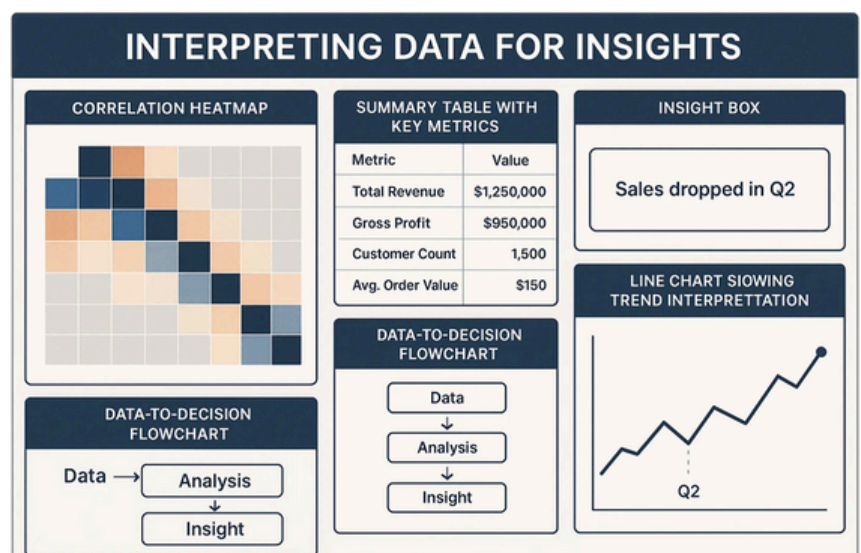 INTERPRETING DATA FOR INSIGHTS
CORRELATION HEATMAP
SUMMARY TABLE WITH
KEY METRICS
Metric Value
Total Revenue $1,250,000
Gross Profit $950,000
Customer Count 1,500
Avg. Order Value $150
INSIGHT BOX
Sales dropped in Q2
LINE CHART SIOWING
TREND INTERPRETTATION
Q2
DATA-TO-DECISION
FLOWCHART
Data
Analysis
Insight
DATA-TO-DECISION
FLOWCHART
Data Analysis
Insight